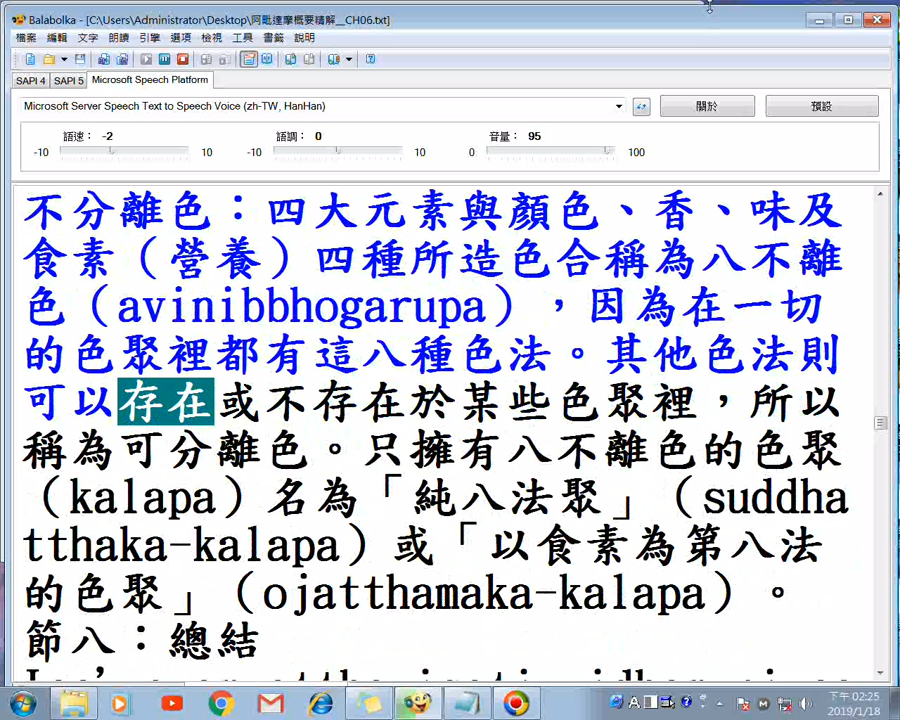 Balabolka - [C:\Users\Administrator\Desktop\阿毗達摩概要精解__CH06.txt]
檔案 編輯 文字 朗讀 引擎 選項 檢視 工具 書籤 說明
SAPI 4 SAPI 5 Microsoft Speech Platform
Microsoft Server Speech Text to Speech Voice (zh-TW, HanHan) 關於 預設
語速： -2 語調： 0 音量： 95
-10 10 -10 10 0 100
不分離色：四大元素與顏色、香、味及
食素（營養）四種所造色合稱為八不離
色（avinibbhogarupa），因為在一切
的色聚裡都有這八種色法。其他色法則
可以存在或不存在於某些色聚裡，所以
稱為可分離色。只擁有八不離色的色聚
（kalapa）名為「純八法聚」（suddha
tthaka-kalapa）或「以食素為第八法
的色聚」（ojatthamaka-kalapa）。
節八：總結
下午 02:25
2019/1/18